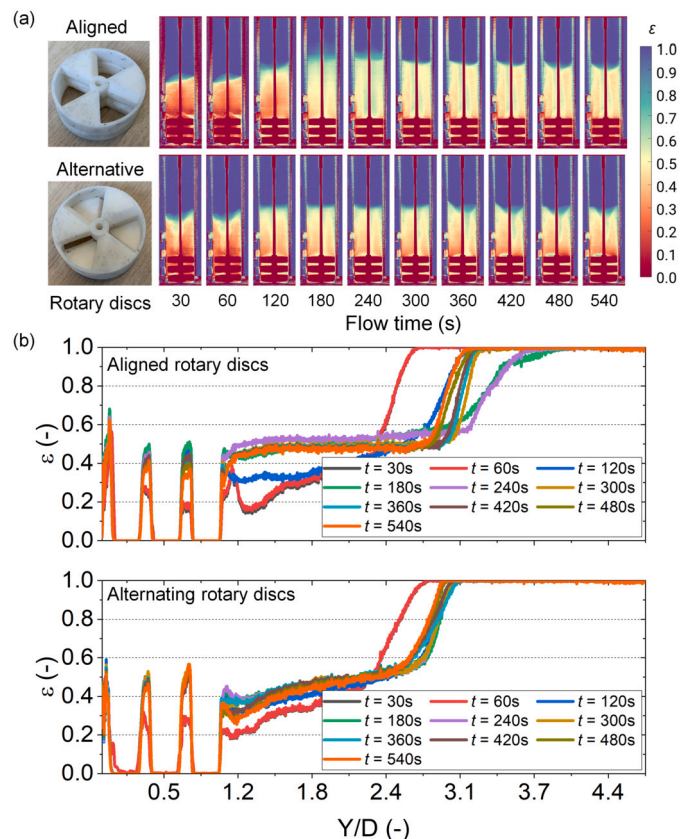 (a)
Aligned
Alternative
Rotary discs
30 60 120 180 240 300 360 420 480 540
Flow time (s)
ε
1.0
0.9
0.8
0.7
0.6
0.5
0.4
0.3
0.2
0.1
0.0
(b)
Aligned rotary discs
ε (-)
1.0
0.8
0.6
0.4
0.2
0.0
t = 30s t = 60s t = 120s
t = 180s t = 240s t = 300s
t = 360s t = 420s t = 480s
t = 540s
Alternating rotary discs
ε (-)
1.0
0.8
0.6
0.4
0.2
0.0
t = 30s t = 60s t = 120s
t = 180s t = 240s t = 300s
t = 360s t = 420s t = 480s
t = 540s
0.5 1.2 1.8 2.4 3.1 3.7 4.4
Y/D (-)